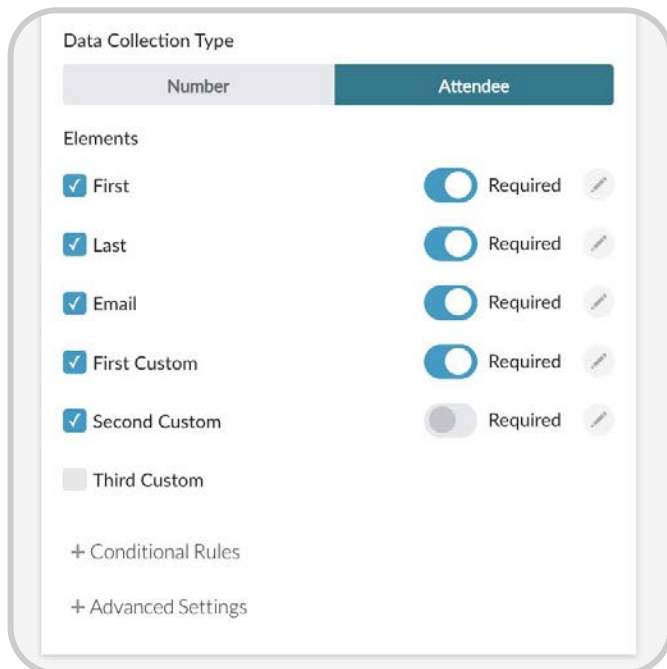 Data Collection Type
Number Attendee
Elements
First Required
Last Required
Email Required
First Custom Required
Second Custom Required
Third Custom
+ Conditional Rules
+ Advanced Settings